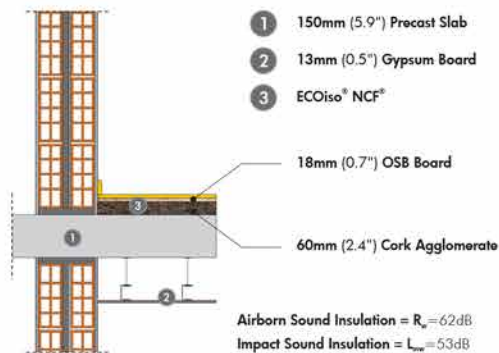 1 150mm (5.9") Precast Slab
2 13mm (0.5") Gypsum Board
3 ECOiso® NCF®
18mm (0.7") OSB Board
3
60mm (2.4") Cork Agglomerate
1
2
Airborn Sound Insulation = Rw=62dB
Impact Sound Insulation = Lnw=53dB